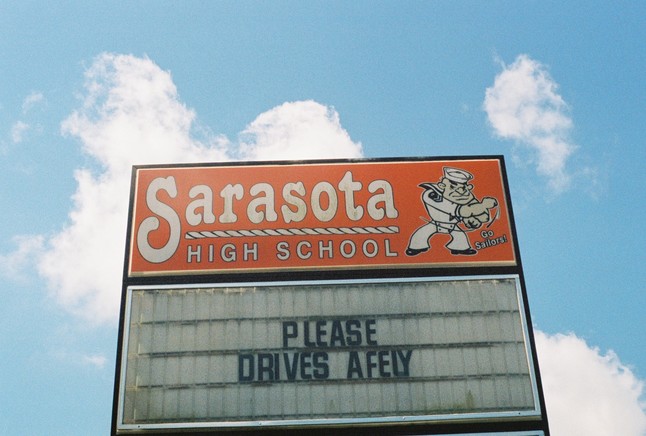 Sarasota
HIGH SCHOOL
Go
Sailors!
PLEASE
DRIVES AFELY